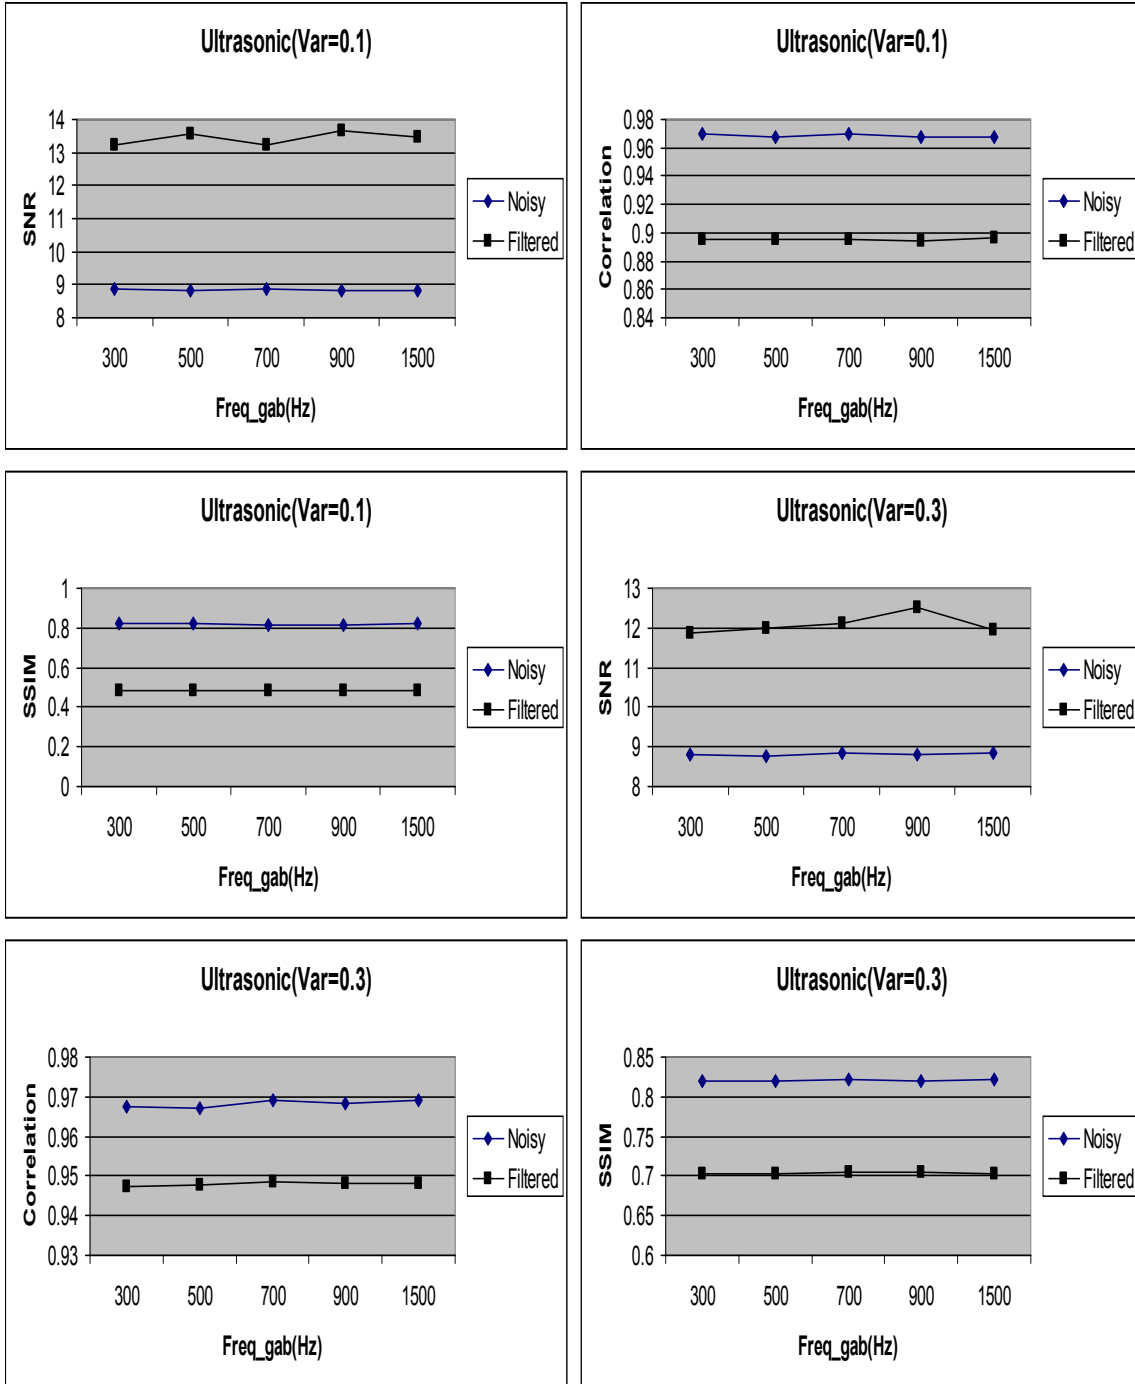 Ultrasonic(Var=0.1)
SNR
14
13
12
11
10
9
8
300 500 700 900 1500
Freq_gab(Hz)
Noisy
Filtered
Ultrasonic(Var=0.1)
Correlation
0.98
0.96
0.94
0.92
0.9
0.88
0.86
0.84
300 500 700 900 1500
Freq_gab(Hz)
Noisy
Filtered
Ultrasonic(Var=0.1)
SSIM
1
0.8
0.6
0.4
0.2
0
300 500 700 900 1500
Freq_gab(Hz)
Noisy
Filtered
Ultrasonic(Var=0.3)
SNR
13
12
11
10
9
8
300 500 700 900 1500
Freq_gab(Hz)
Noisy
Filtered
Ultrasonic(Var=0.3)
Correlation
0.98
0.97
0.96
0.95
0.94
0.93
300 500 700 900 1500
Freq_gab(Hz)
Noisy
Filtered
Ultrasonic(Var=0.3)
SSIM
0.85
0.8
0.75
0.7
0.65
0.6
300 500 700 900 1500
Freq_gab(Hz)
Noisy
Filtered